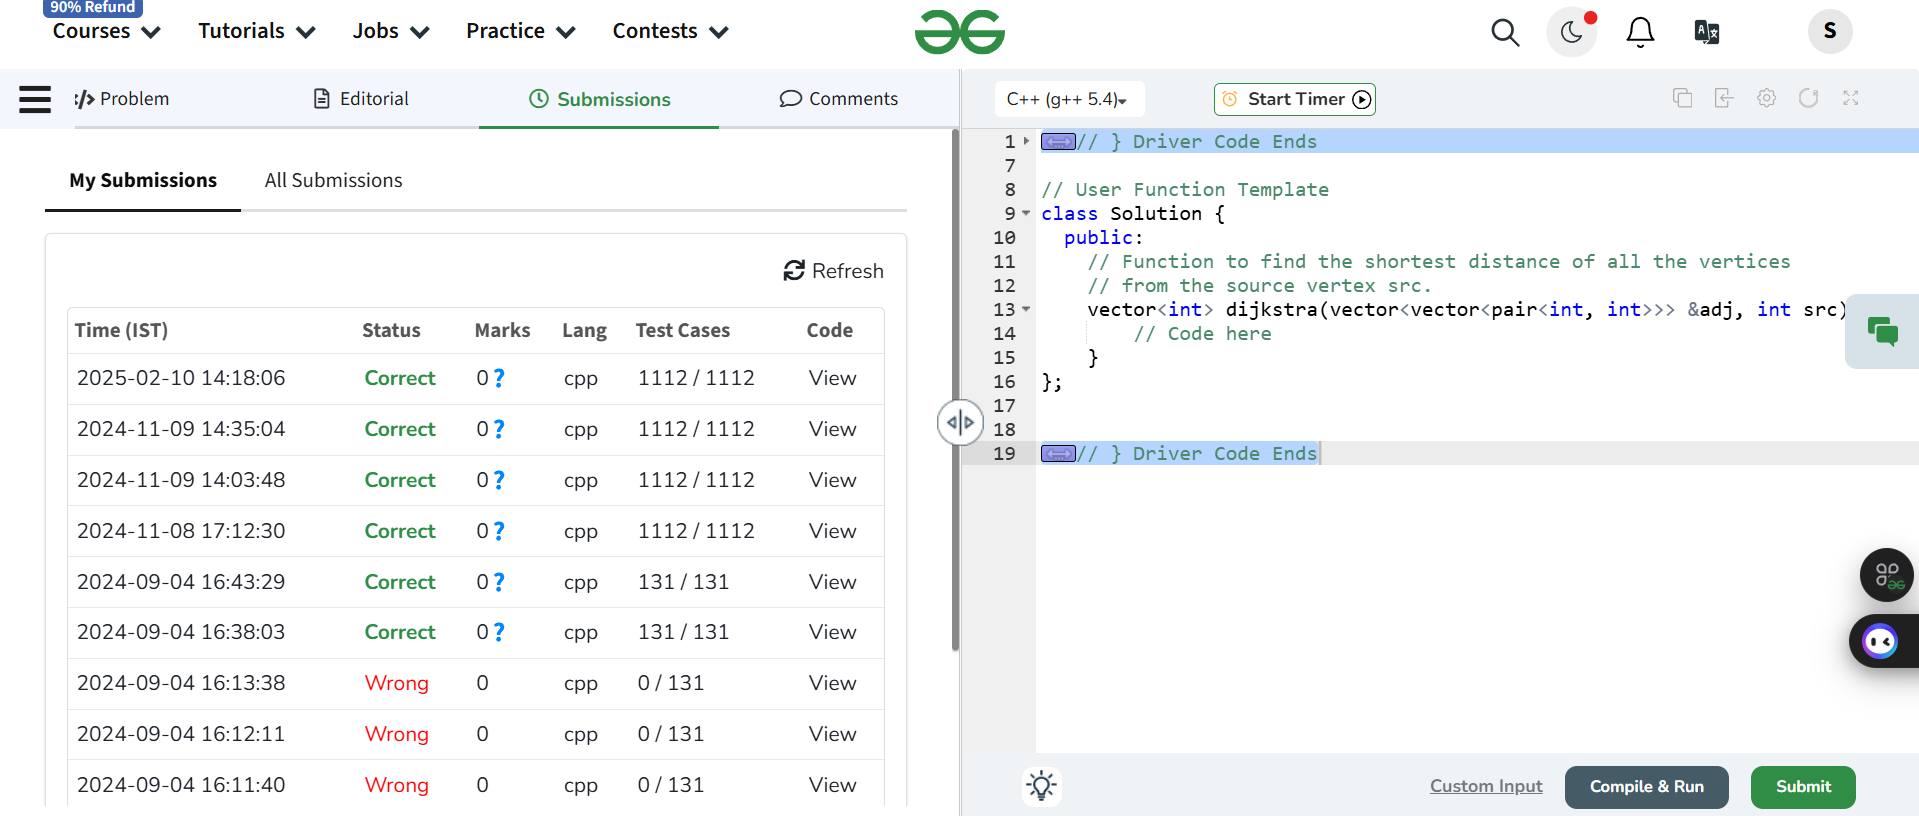 90% Refund
Courses Tutorials Jobs Practice Contests
S
Problem Editorial Submissions Comments
My Submissions All Submissions
Refresh
Time (IST) Status Marks Lang Test Cases Code
2025-02-10 14:18:06 Correct 0 ? cpp 1112 / 1112 View
2024-11-09 14:35:04 Correct 0 ? cpp 1112 / 1112 View
2024-11-09 14:03:48 Correct 0 ? cpp 1112 / 1112 View
2024-11-08 17:12:30 Correct 0 ? cpp 1112 / 1112 View
2024-09-04 16:43:29 Correct 0 ? cpp 131 / 131 View
2024-09-04 16:38:03 Correct 0 ? cpp 131 / 131 View
2024-09-04 16:13:38 Wrong 0 cpp 0 / 131 View
2024-09-04 16:12:11 Wrong 0 cpp 0 / 131 View
2024-09-04 16:11:40 Wrong 0 cpp 0 / 131 View
C++ (g++ 5.4) Start Timer
1 // } Driver Code Ends
7
8 // User Function Template
9 class Solution {
10 public:
11 // Function to find the shortest distance of all the vertices
12 // from the source vertex src.
13 vector<int> dijkstra(vector<vector<pair<int, int>>> &adj, int src)
14 // Code here
15 }
16 };
17
18
19 // } Driver Code Ends
Custom Input Compile & Run Submit